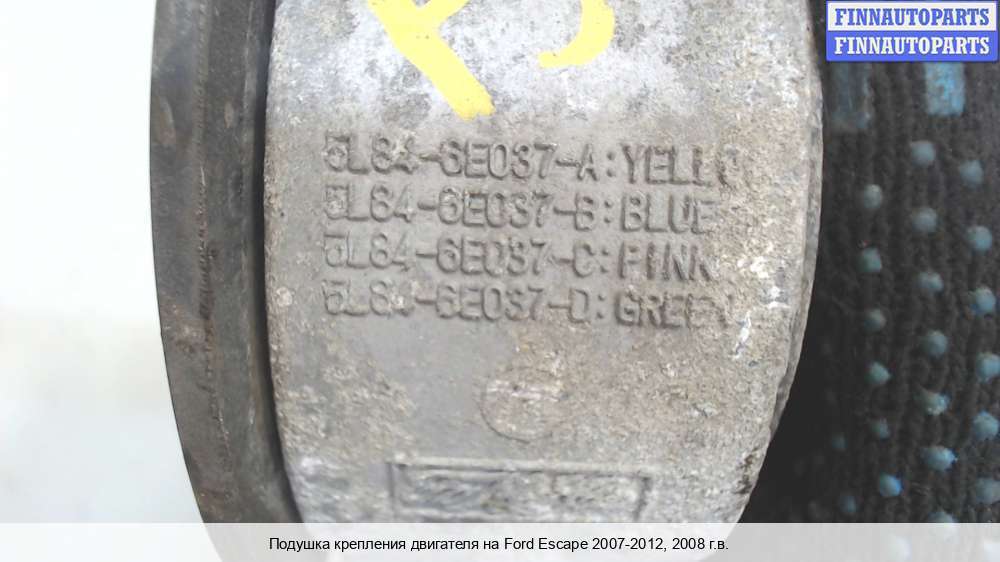 FINNAUTOPARTS
FINNAUTOPARTS
5L84-6E037-A:YELLO
5L84-6E037-B:BLUE
5L84-6E037-C:PINK
5L84-6E037-D:GREEN
Подушка крепления двигателя на Ford Escape 2007-2012, 2008 г.в.